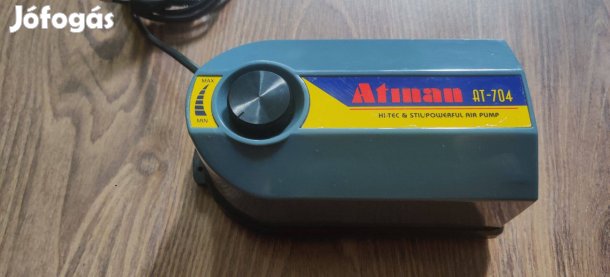 Jófogás
MAX
MIN
Atman AT-704
HI-TEC & STIL/POWERFUL AIR PUMP